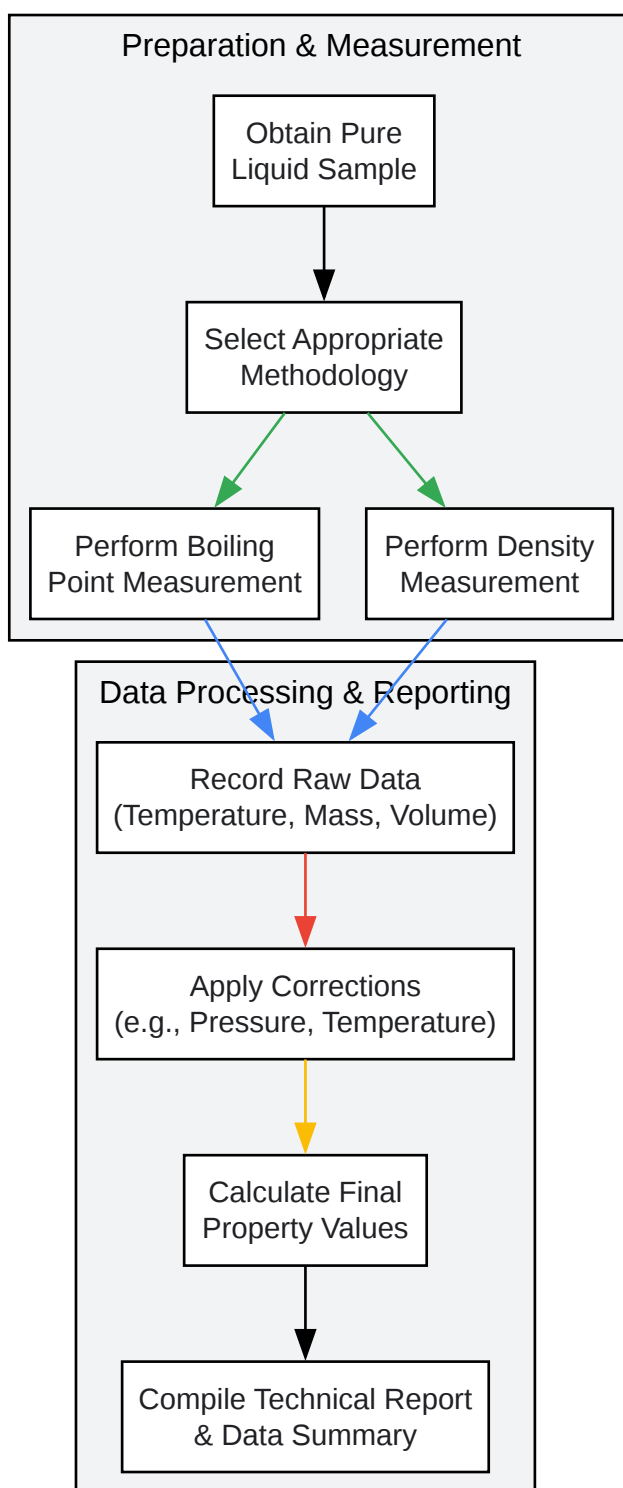 Preparation & Measurement
Obtain Pure
Liquid Sample
Select Appropriate
Methodology
Perform Boiling
Point Measurement
Perform Density
Measurement
Data Processing & Reporting
Record Raw Data
(Temperature, Mass, Volume)
Apply Corrections
(e.g., Pressure, Temperature)
Calculate Final
Property Values
Compile Technical Report
& Data Summary